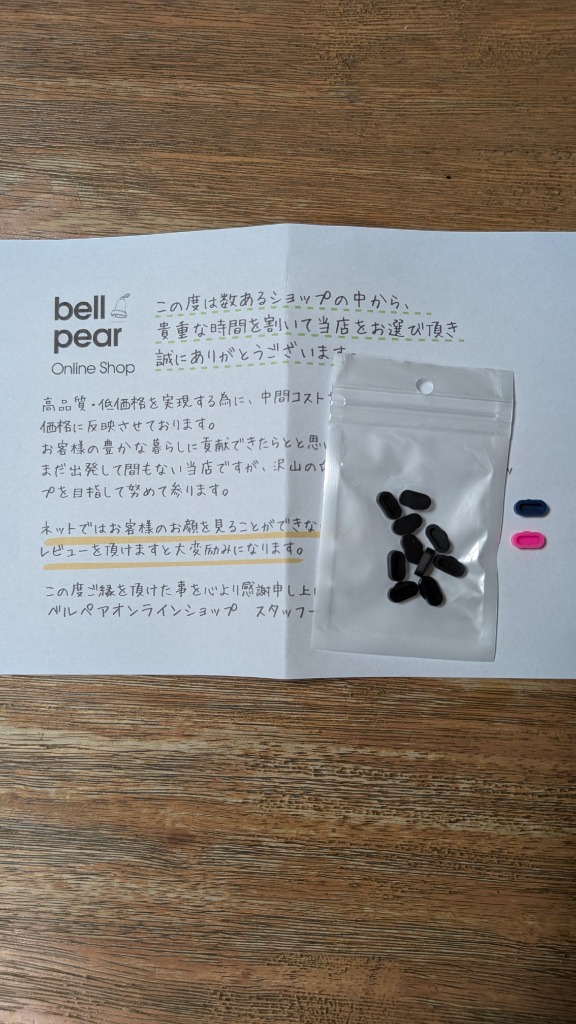 bell
pear
Online Shop
この度は数あるショップの中から、
貴重な時間を割いて当店をお選び頂き
誠にありがとうございます。
高品質・低価格を実現する為に、中間コスト
価格に反映させております。
お客様の豊かな暮らしに貢献できたらとと思い
まだ出発して間もない当店ですが、沢山の
プを目指して努めて参ります。
ネットではお客様のお顔を見ることができな
レビューを頂けますと大変励みになります。
この度ご縁を頂けた事を心より感謝申し上げ
ベルペアオンラインショップ スタッフ一